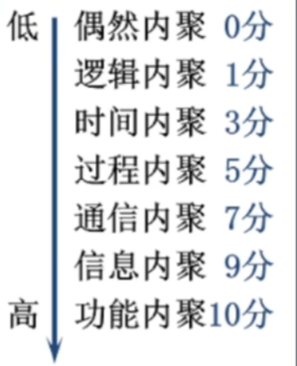 低 偶然内聚 0分
逻辑内聚 1分
时间内聚 3分
过程内聚 5分
通信内聚 7分
信息内聚 9分
高 功能内聚10分